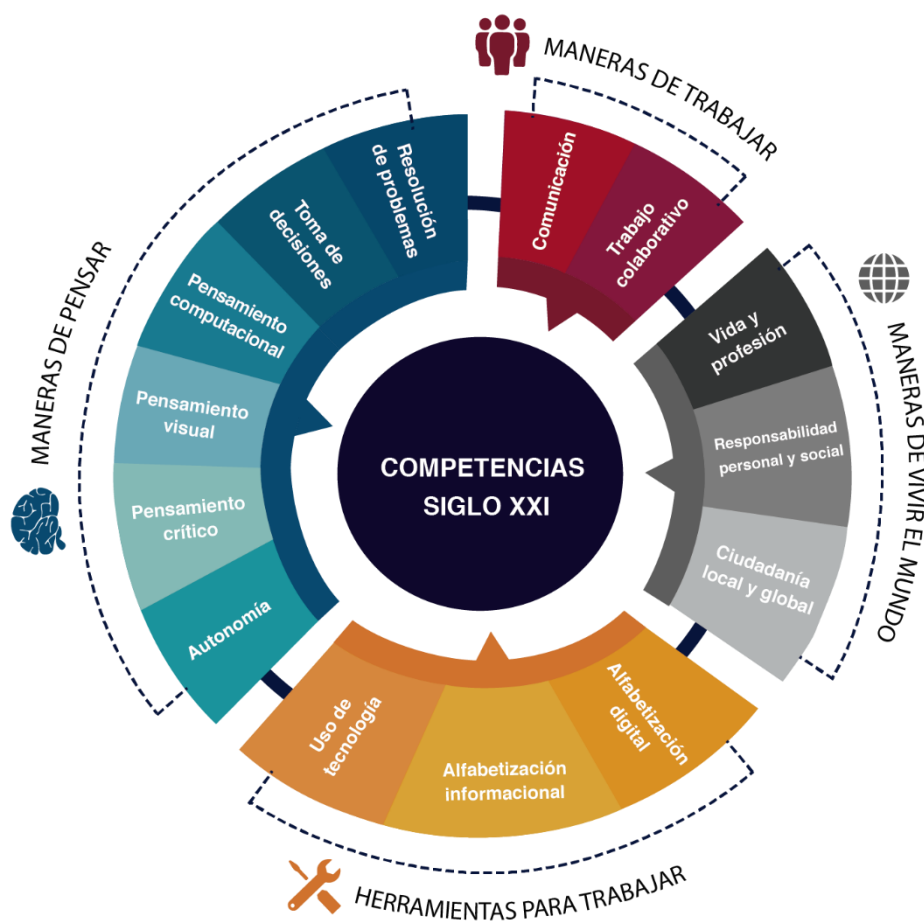 MANERAS DE TRABAJAR
Comunicación
Trabajo
colaborativo
MANERAS DE VIVIR EL MUNDO
Vida y
profesión
Responsabilidad
personal y social
Ciudadanía
local y global
HERRAMIENTAS PARA TRABAJAR
Alfabetización
digital
Alfabetización
informacional
Uso de
tecnología
MANERAS DE PENSAR
Resolución
de problemas
Toma de
decisiones
Pensamiento
computacional
Pensamiento
visual
Pensamiento
crítico
Autonomía
COMPETENCIAS
SIGLO XXI